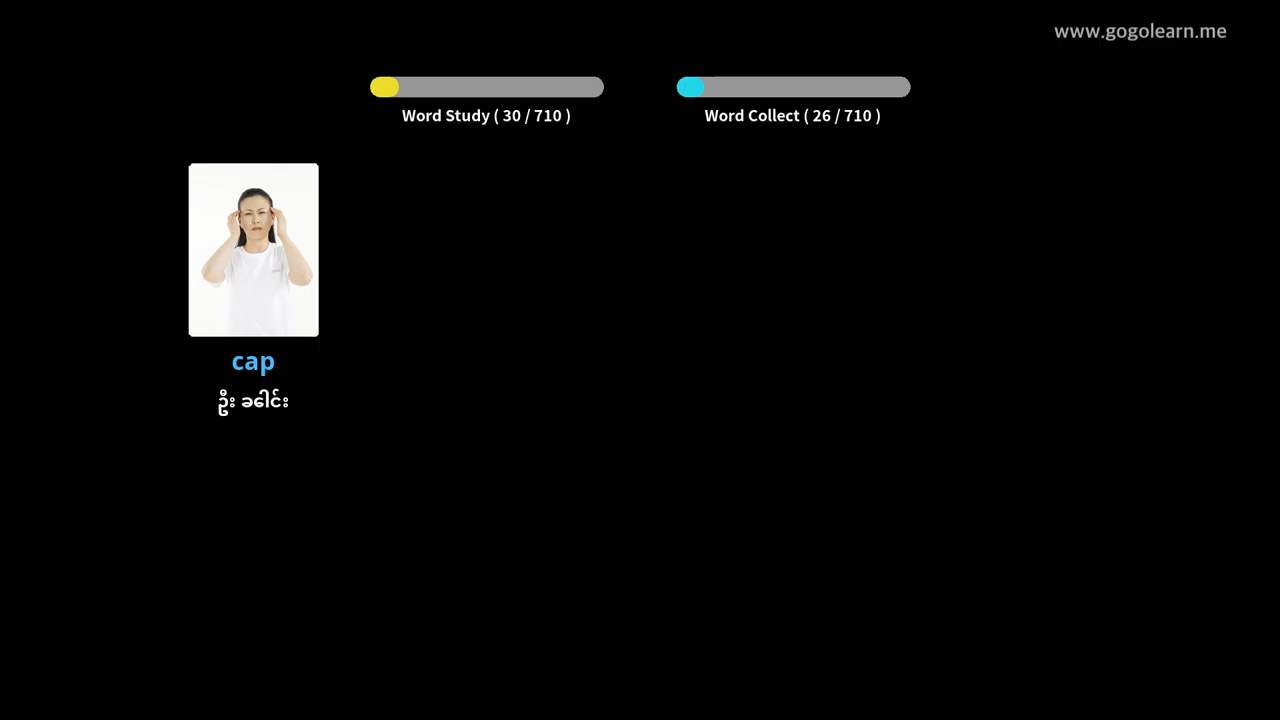 www.gogolearn.me
Word Study ( 30 / 710 )
Word Collect ( 26 / 710 )
cap
ဦး ခေါင်း